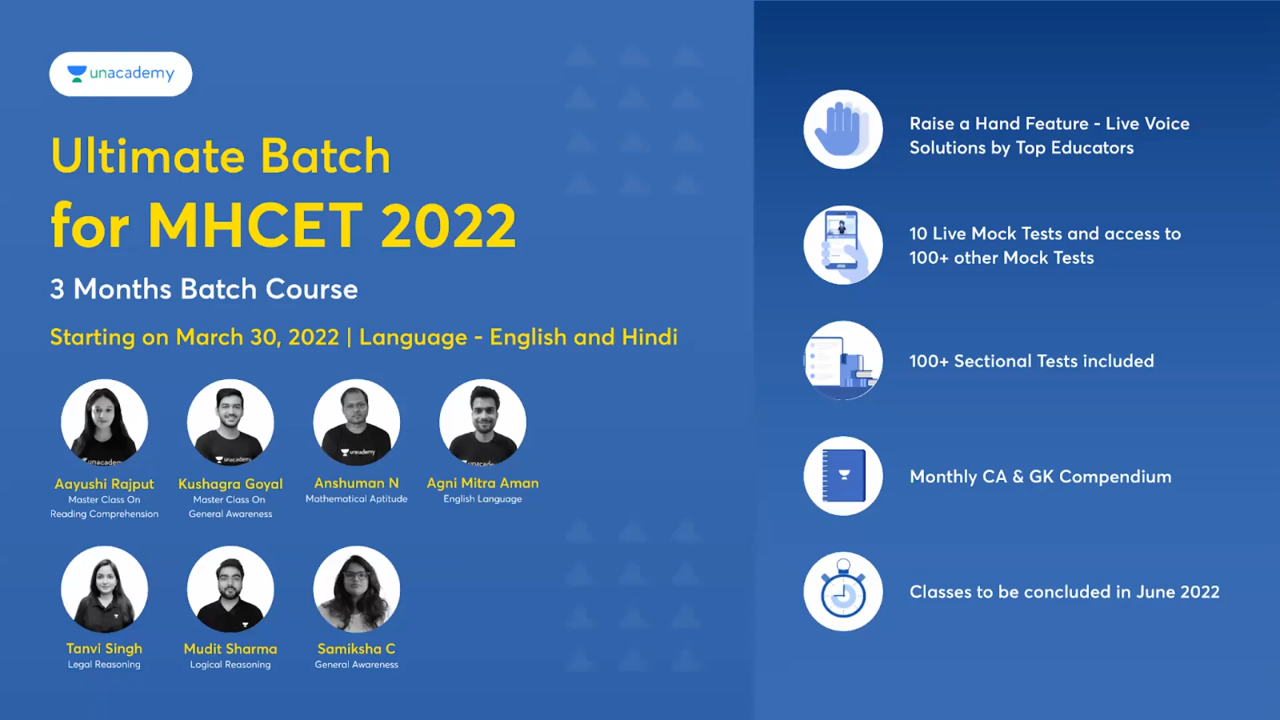 unacademy
Ultimate Batch
for MHCET 2022
3 Months Batch Course
Starting on March 30, 2022 | Language - English and Hindi
Aayushi Rajput
Master Class On
Reading Comprehension
Kushagra Goyal
Master Class On
General Awareness
Anshuman N
Mathematical Aptitude
Agni Mitra Aman
English Language
Tanvi Singh
Legal Reasoning
Mudit Sharma
Logical Reasoning
Samiksha C
General Awareness
Raise a Hand Feature - Live Voice
Solutions by Top Educators
10 Live Mock Tests and access to
100+ other Mock Tests
100+ Sectional Tests included
Monthly CA & GK Compendium
Classes to be concluded in June 2022